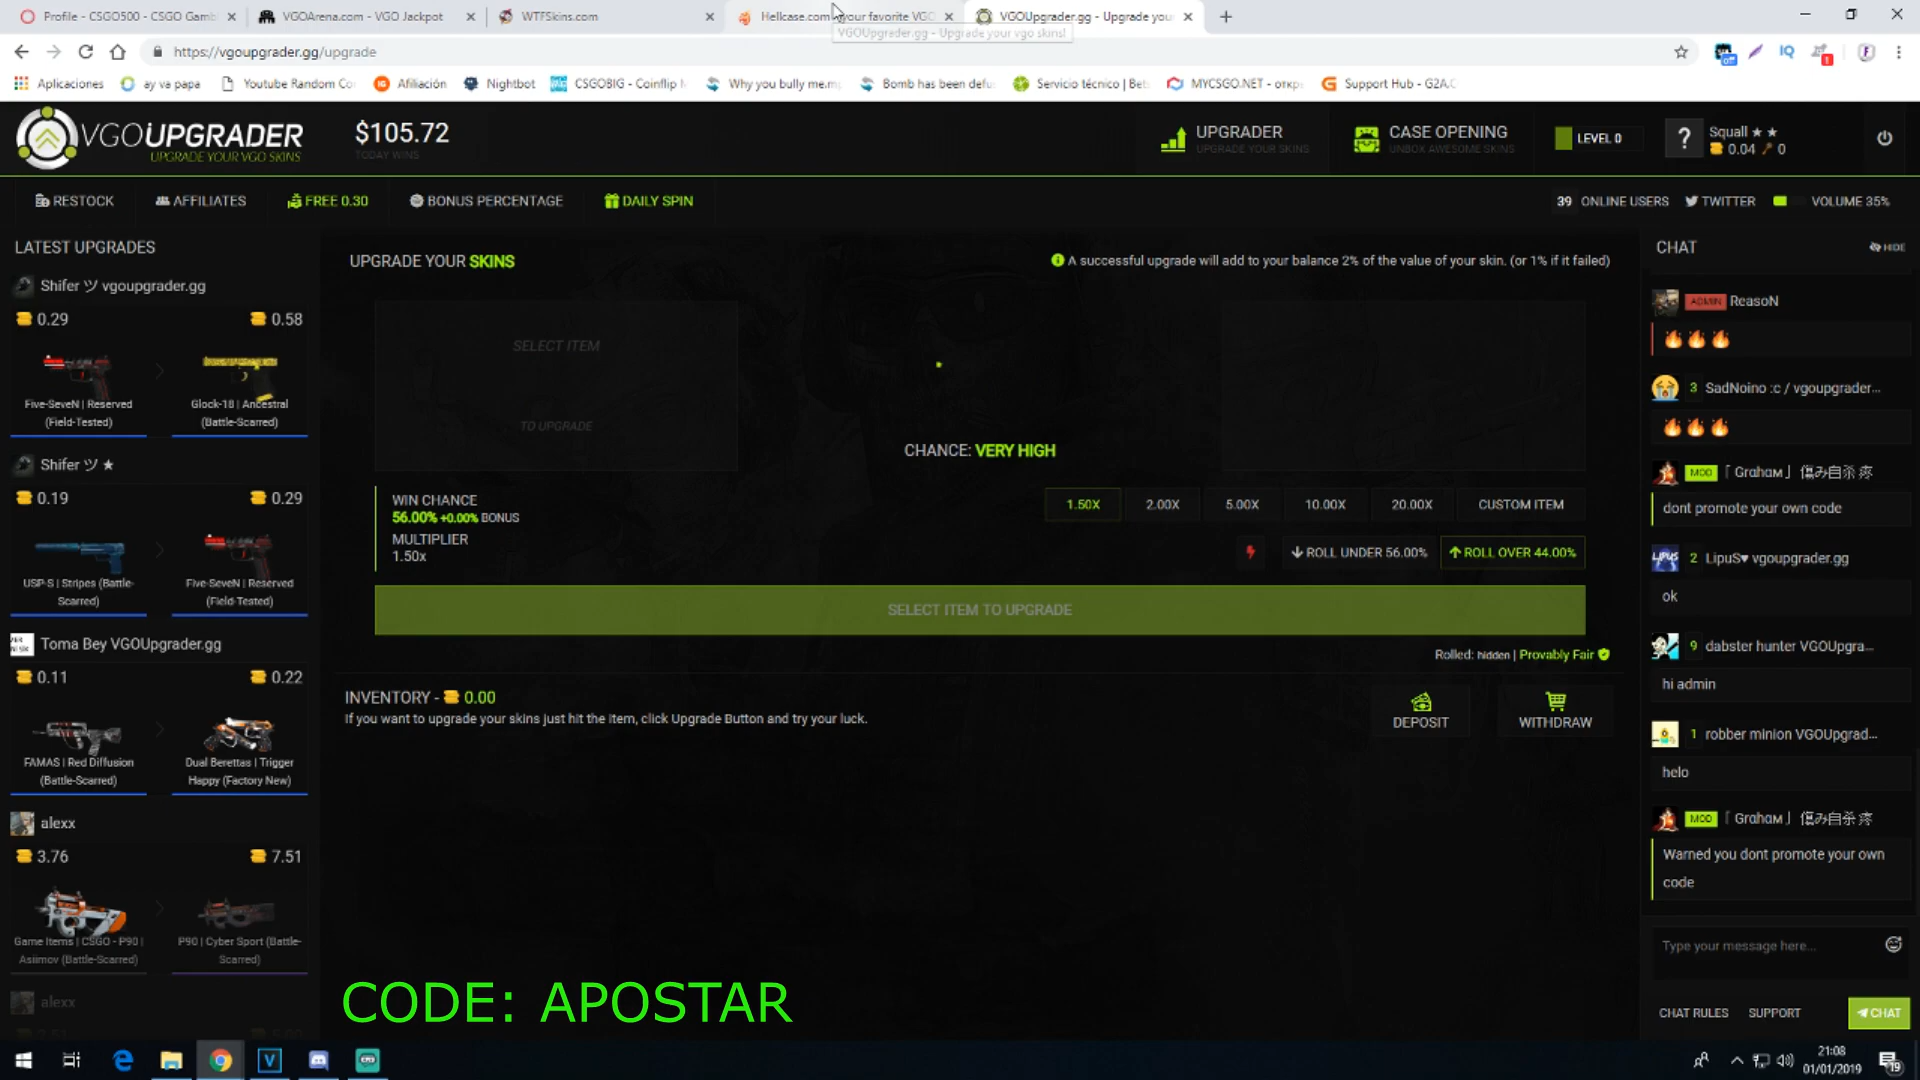 Profile - CSGO500 - CSGO Gamb
VGOArena.com - VGO Jackpot
WTFSkins.com
Hellcase.com - your favorite VGO
VGOUpgrader.gg - Upgrade you
VGOUpgrader.gg - Upgrade your vgo skins!
https://vgoupgrader.gg/upgrade
Aplicaciones
ay va papa
Youtube Random Co
Afiliación
Nightbot
CSGOBIG - Coinflip
Why you bully me.m
Bomb has been defu
Servicio técnico | Bet
MYCSGO.NET - откр
Support Hub - G2A.C
VGOUPGRADER
UPGRADE YOUR VGO SKINS
$105.72
TODAY WINS
UPGRADER
UPGRADE YOUR SKINS
CASE OPENING
UNBOX AWESOME SKINS
LEVEL 0
?
Squall ★ ★
0.04 0
RESTOCK
AFFILIATES
FREE 0.30
BONUS PERCENTAGE
DAILY SPIN
39 ONLINE USERS
TWITTER
VOLUME 35%
LATEST UPGRADES
Shifer ツ vgoupgrader.gg
0.29 0.58
Five-SeveN | Reserved (Field-Tested)
Glock-18 | Ancestral (Battle-Scarred)
Shifer ツ ★
0.19 0.29
USP-S | Stripes (Battle-Scarred)
Five-SeveN | Reserved (Field-Tested)
Toma Bey VGOUpgrader.gg
0.11 0.22
FAMAS | Red Diffusion (Battle-Scarred)
Dual Berettas | Trigger Happy (Factory New)
alexx
3.76 7.51
Game Items | CSGO - P90 | Asiimov (Battle-Scarred)
P90 | Cyber Sport (Battle-Scarred)
alexx
UPGRADE YOUR SKINS
A successful upgrade will add to your balance 2% of the value of your skin. (or 1% if it failed)
SELECT ITEM
TO UPGRADE
CHANCE: VERY HIGH
WIN CHANCE
56.00% +0.00% BONUS
MULTIPLIER
1.50x
1.50X 2.00X 5.00X 10.00X 20.00X CUSTOM ITEM
ROLL UNDER 56.00% ROLL OVER 44.00%
SELECT ITEM TO UPGRADE
Rolled: hidden | Provably Fair
INVENTORY - 0.00
If you want to upgrade your skins just hit the item, click Upgrade Button and try your luck.
DEPOSIT
WITHDRAW
CODE: APOSTAR
CHAT
HIDE
ADMIN ReasoN
3 SadNoino :c / vgoupgrader...
MOD「 Grahaм」
dont promote your own code
2 LipuS♥ vgoupgrader.gg
ok
9 dabster hunter VGOUpgra...
hi admin
1 robber minion VGOUpgrad...
helo
MOD「 Grahaм」
Warned you dont promote your own
code
Type your message here...
CHAT RULES
SUPPORT
CHAT
21:08
01/01/2019
19